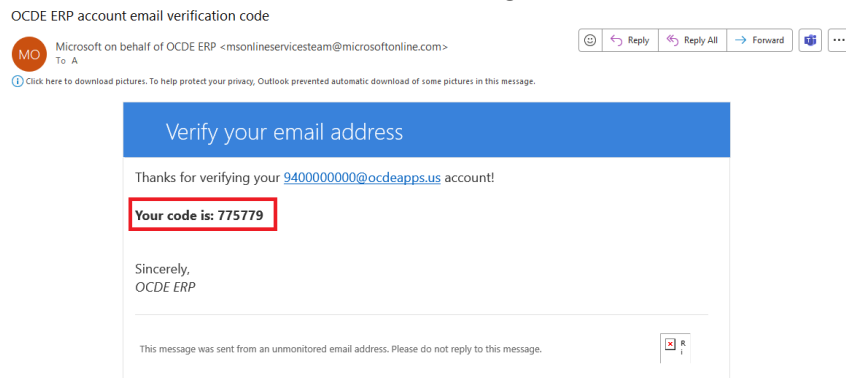 OCDE ERP account email verification code
MO
Microsoft on behalf of OCDE ERP <msonlineservicesteam@microsoftonline.com>
To A
Reply
Reply All
Forward
Click here to download pictures. To help protect your privacy, Outlook prevented automatic download of some pictures in this message.
Verify your email address
Thanks for verifying your 9400000000@ocdeapps.us account!
Your code is: 775779
Sincerely,
OCDE ERP
This message was sent from an unmonitored email address. Please do not reply to this message.
R
i